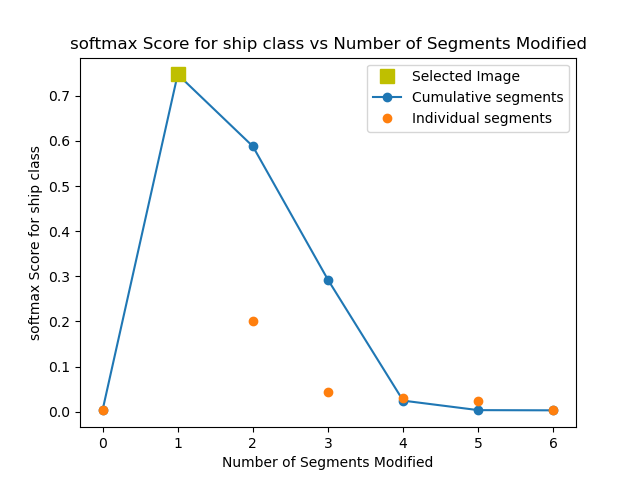 softmax Score for ship class vs Number of Segments Modified
Selected Image
Cumulative segments
Individual segments
softmax Score for ship class
0.7
0.6
0.5
0.4
0.3
0.2
0.1
0.0
0 1 2 3 4 5 6
Number of Segments Modified